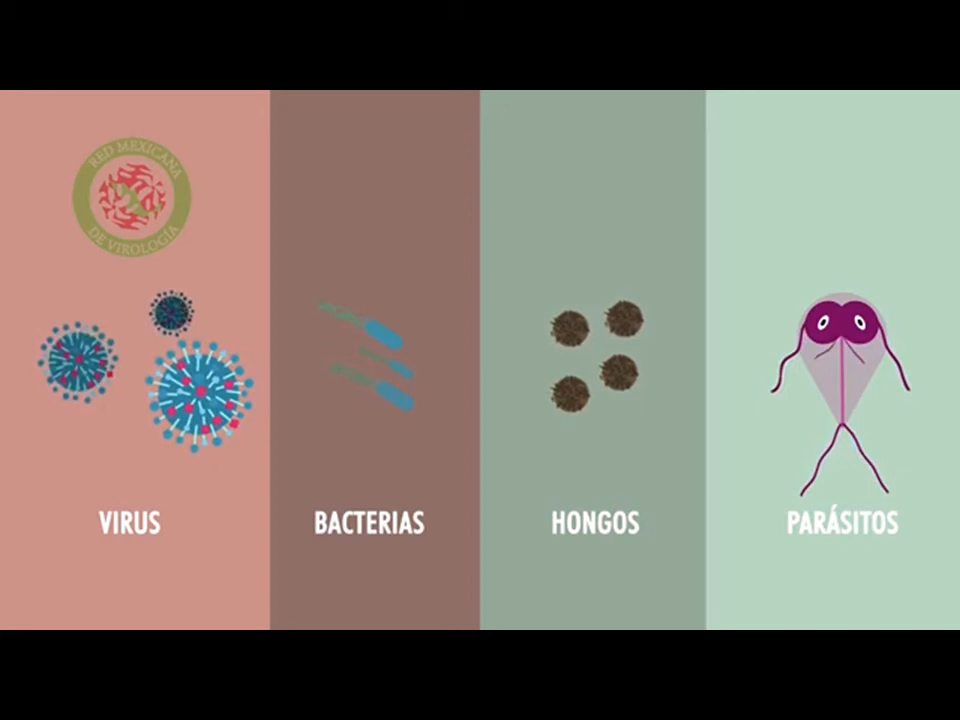 RED MEXICANA
DE VIROLOGÍA
VIRUS
BACTERIAS
HONGOS
PARÁSITOS